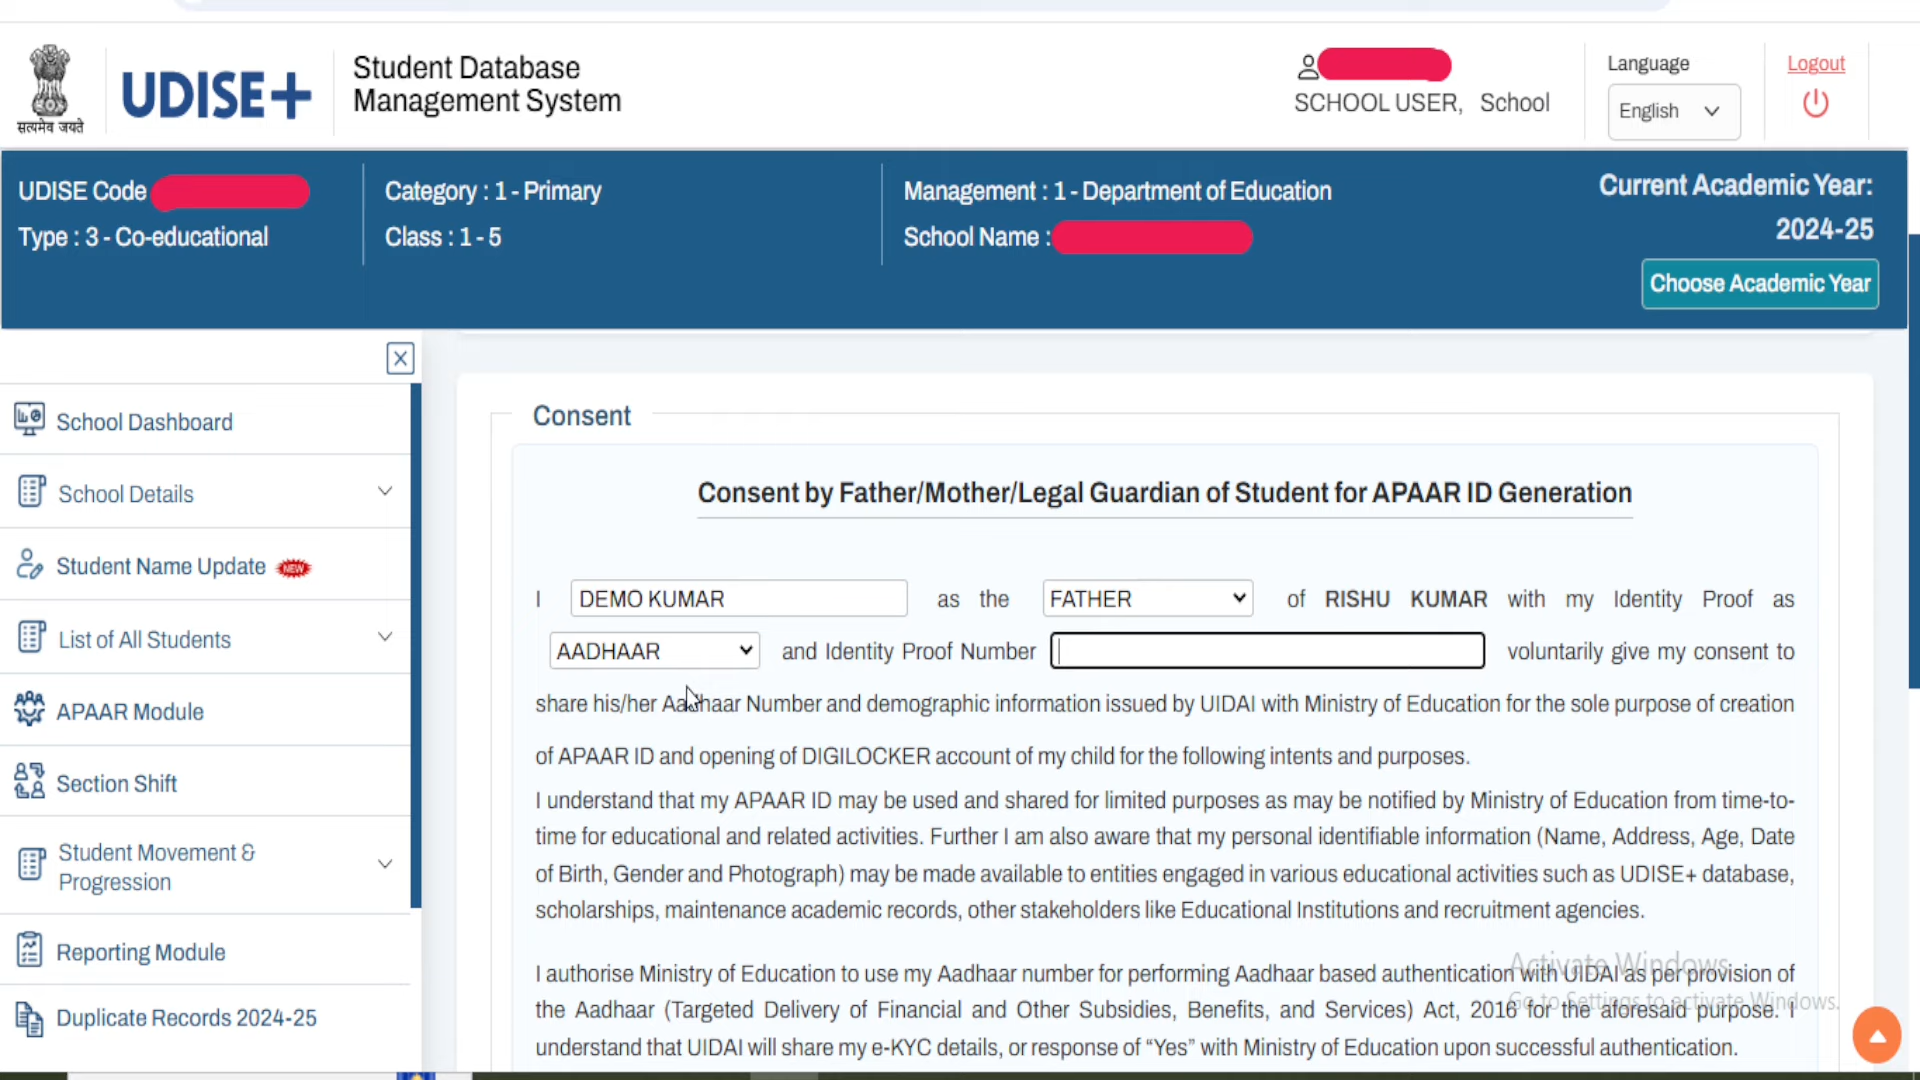 सत्यमेव जयते
UDISE+
Student Database
Management System
SCHOOL USER, School
Language
English
Logout
UDISE Code
Type : 3 - Co-educational
Category : 1 - Primary
Class : 1 - 5
Management : 1 - Department of Education
School Name :
Current Academic Year:
2024-25
Choose Academic Year
School Dashboard
School Details
Student Name Update NEW
List of All Students
APAAR Module
Section Shift
Student Movement &
Progression
Reporting Module
Duplicate Records 2024-25
Consent
Consent by Father/Mother/Legal Guardian of Student for APAAR ID Generation
I DEMO KUMAR as the FATHER of RISHU KUMAR with my Identity Proof as
AADHAAR and Identity Proof Number voluntarily give my consent to
share his/her Aadhaar Number and demographic information issued by UIDAI with Ministry of Education for the sole purpose of creation
of APAAR ID and opening of DIGILOCKER account of my child for the following intents and purposes.
I understand that my APAAR ID may be used and shared for limited purposes as may be notified by Ministry of Education from time-to-
time for educational and related activities. Further I am also aware that my personal identifiable information (Name, Address, Age, Date
of Birth, Gender and Photograph) may be made available to entities engaged in various educational activities such as UDISE+ database,
scholarships, maintenance academic records, other stakeholders like Educational Institutions and recruitment agencies.
I authorise Ministry of Education to use my Aadhaar number for performing Aadhaar based authentication with UIDAI as per provision of
the Aadhaar (Targeted Delivery of Financial and Other Subsidies, Benefits, and Services) Act, 2016 for the aforesaid purpose. I
understand that UIDAI will share my e-KYC details, or response of “Yes” with Ministry of Education upon successful authentication.
Activate Windows
Go to Settings to activate Windows.